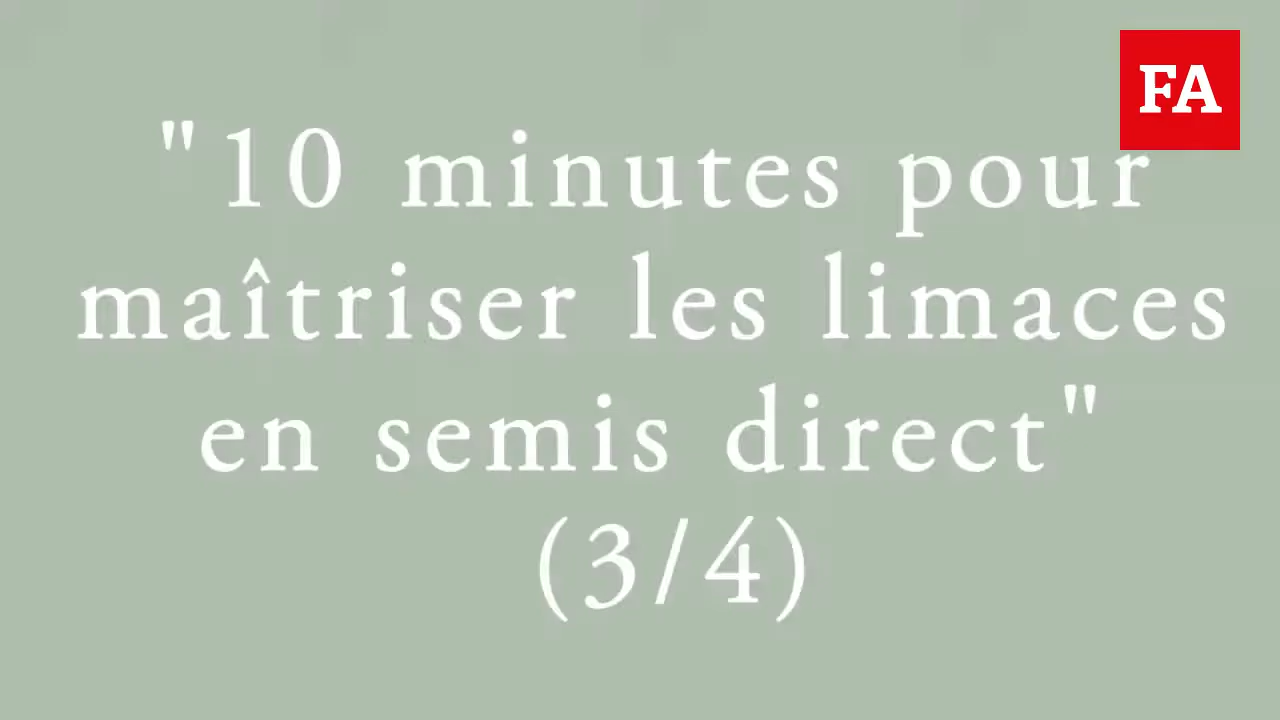 FA
"10 minutes pour
maîtriser les limaces
en semis direct"
(3/4)